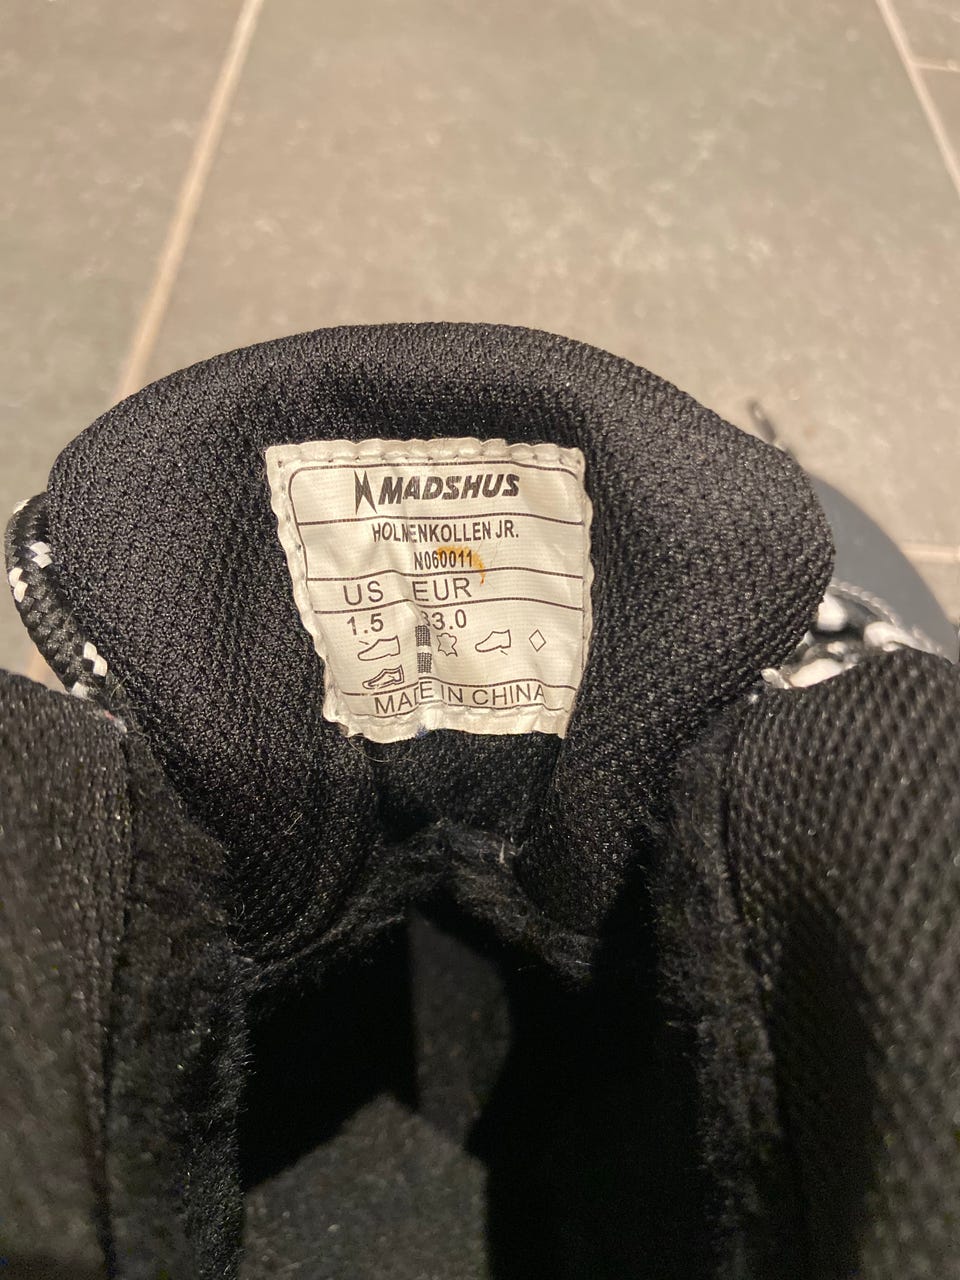 MADSHUS
HOLMENKOLLEN JR.
N060011
US EUR
1.5 33.0
MADE IN CHINA